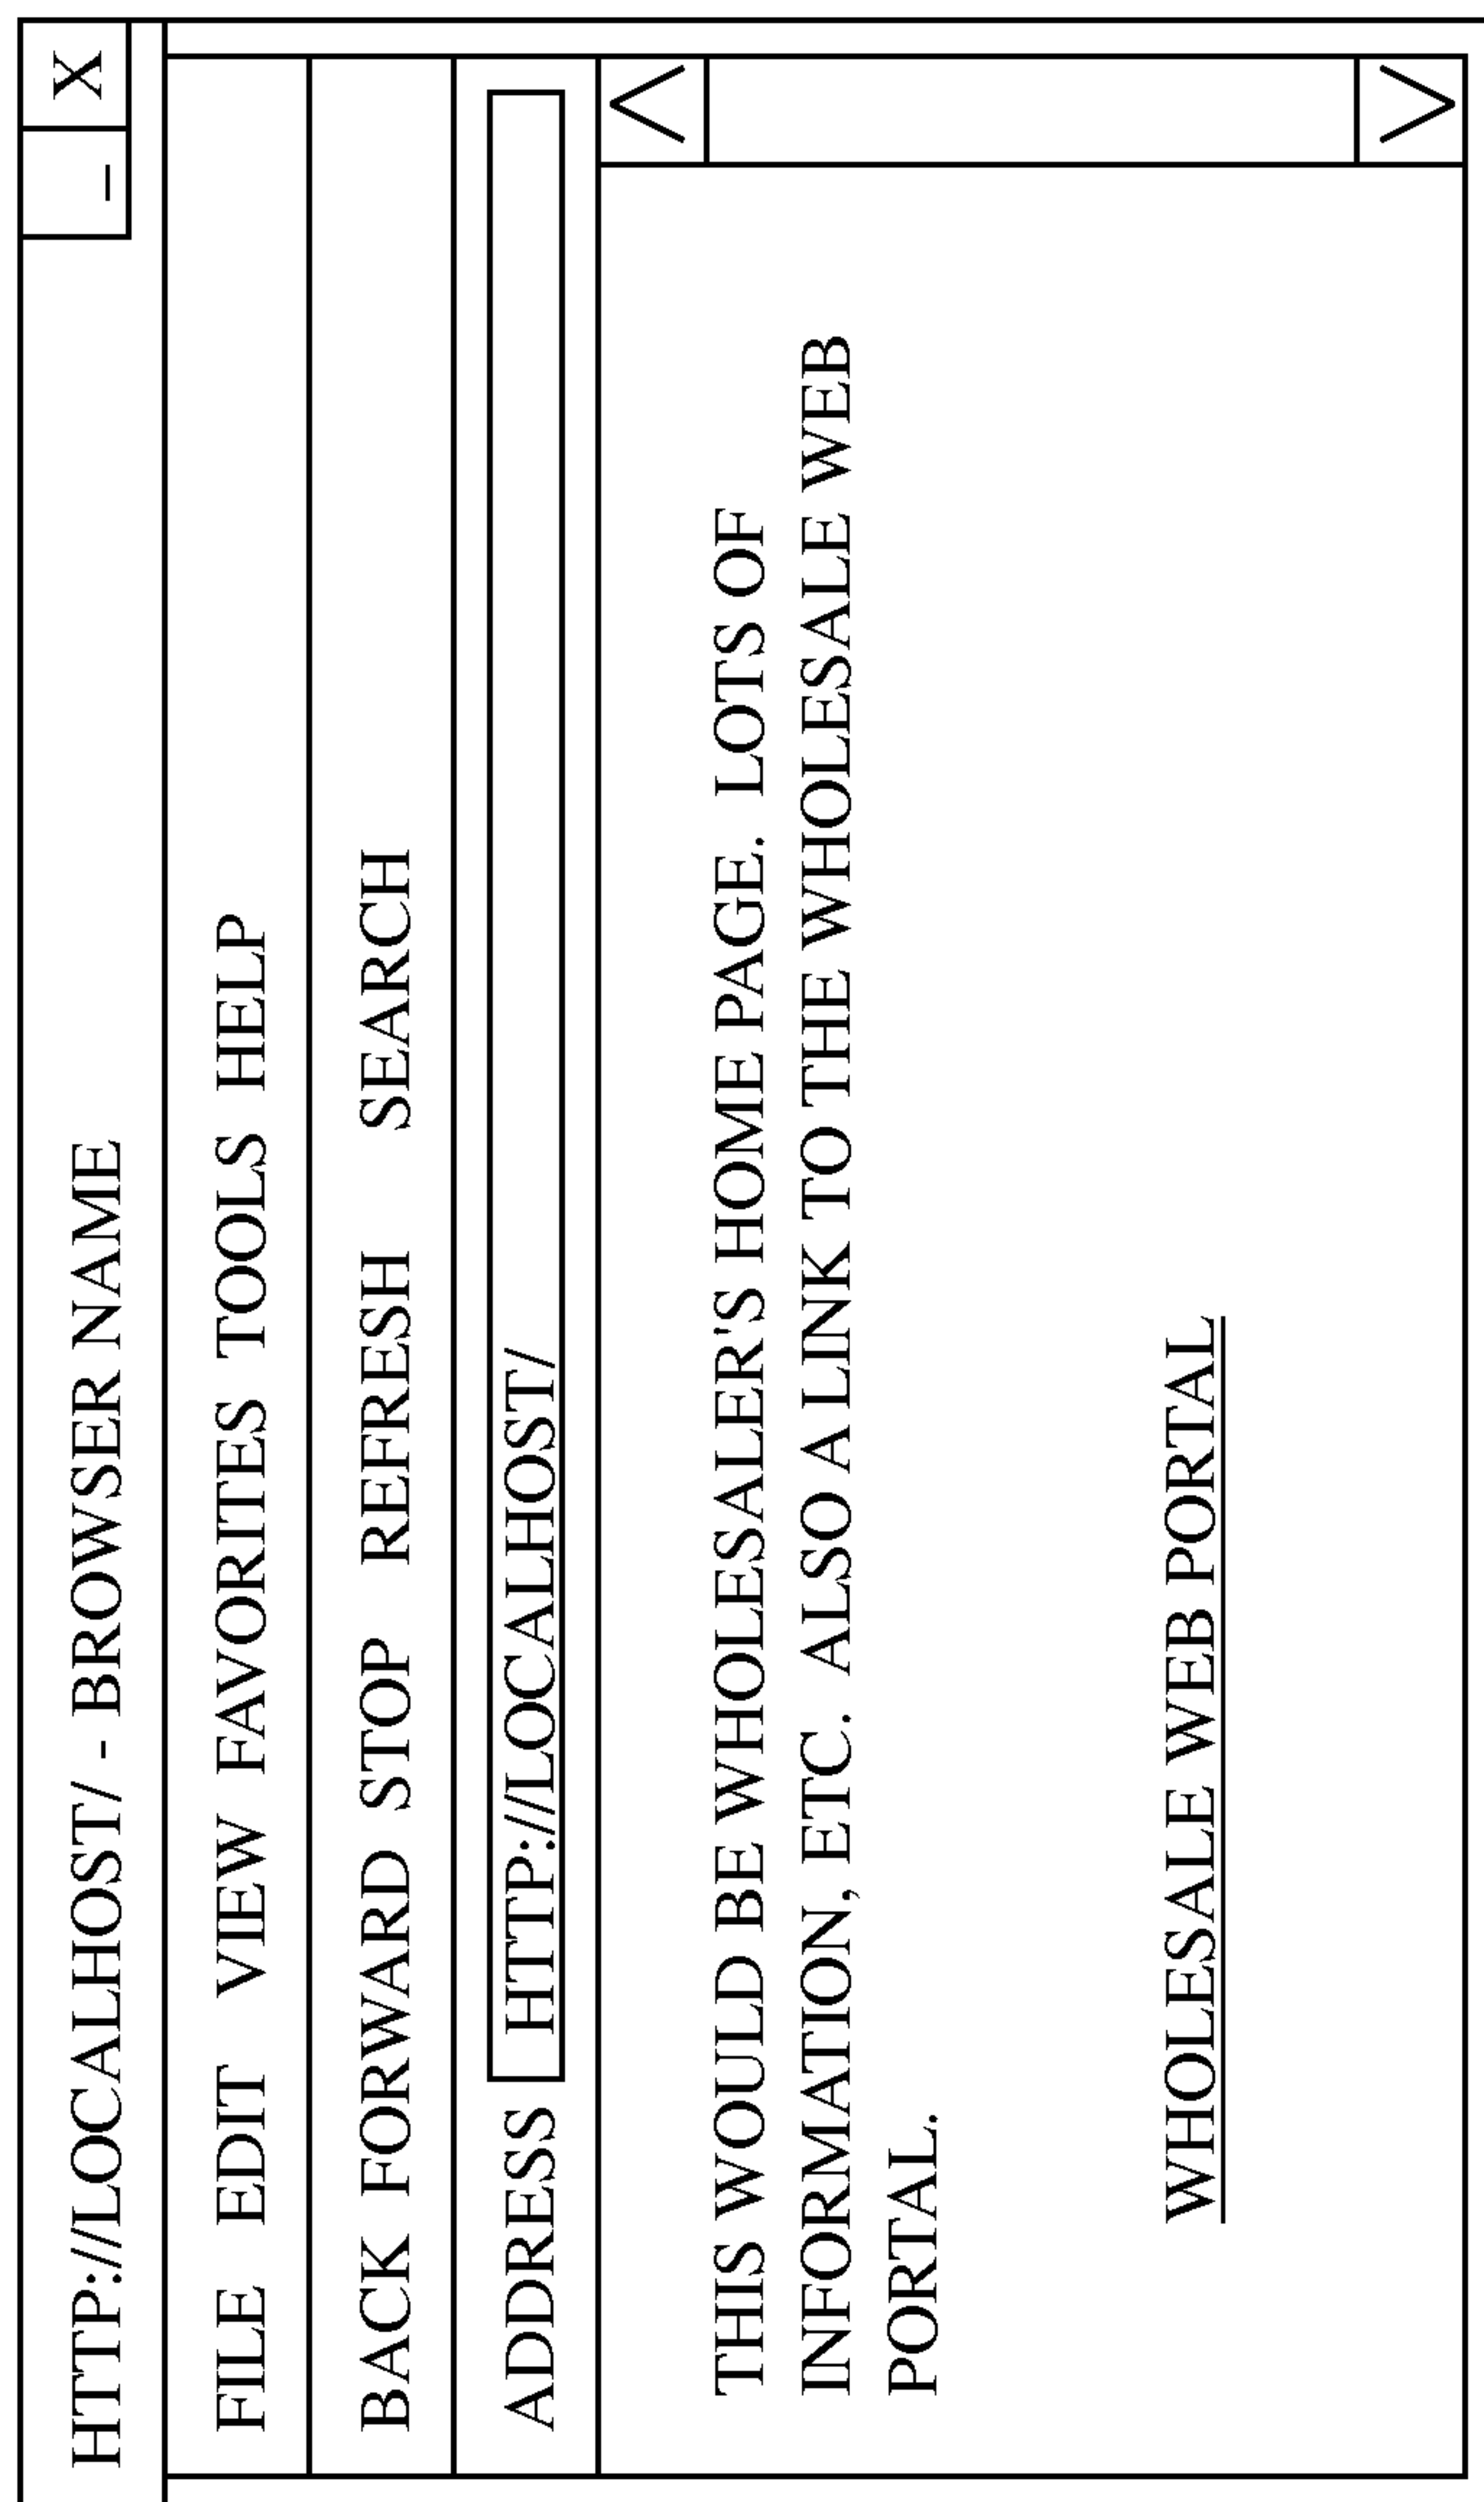 HTTP://LOCALHOST/ - BROWSER NAME
_ X
FILE EDIT VIEW FAVORITES TOOLS HELP
BACK FORWARD STOP REFRESH SEARCH
ADDRESS HTTP://LOCALHOST/
THIS WOULD BE WHOLESALER'S HOME PAGE. LOTS OF
INFORMATION, ETC. ALSO A LINK TO THE WHOLESALE WEB
PORTAL.
WHOLESALE WEB PORTAL